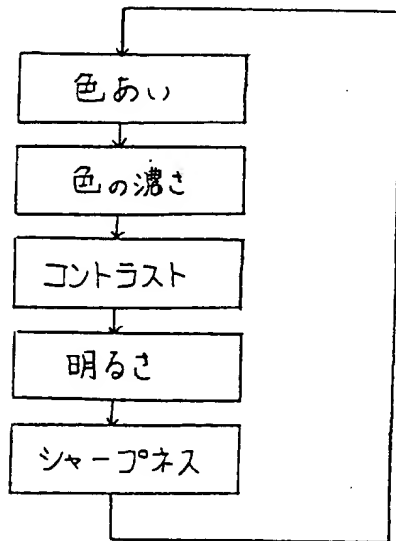 色あい
色の濃さ
コントラスト
明るさ
シャープネス